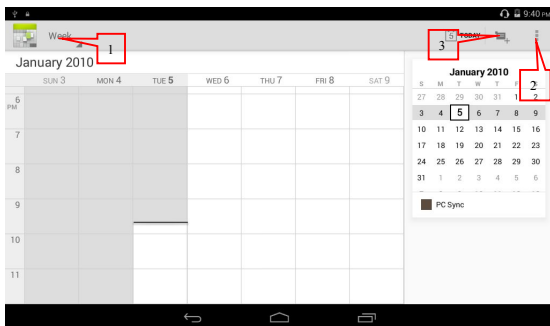 9:40 PM
Week
1
3
5 TODAY
2
January 2010
SUN 3 MON 4 TUE 5 WED 6 THU 7 FRI 8 SAT 9
6
PM
7
8
9
10
11
January 2010
S M T W T F
27 28 29 30 31 1 2
3 4 5 6 7 8 9
10 11 12 13 14 15 16
17 18 19 20 21 22 23
24 25 26 27 28 29 30
31 1 2 3 4 5 6
PC Sync